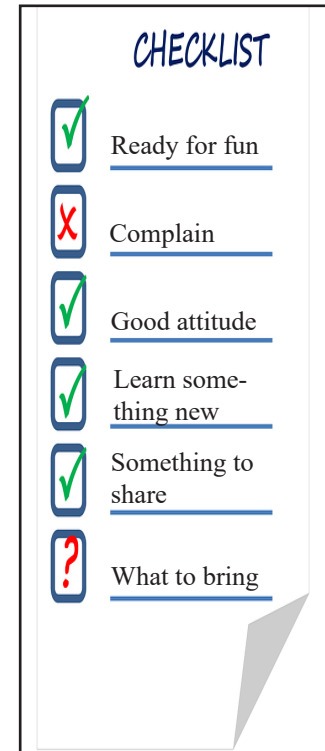 CHECKLIST
Ready for fun
Complain
Good attitude
Learn some-
thing new
Something to
share
?
What to bring